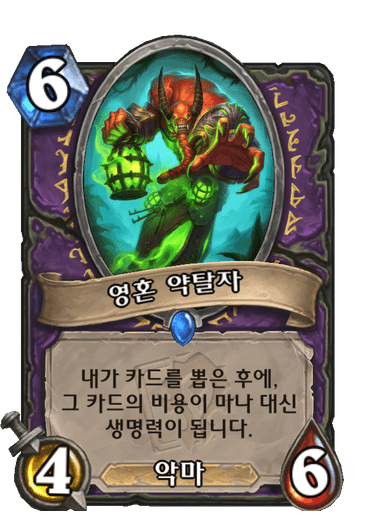 6
영혼 약탈자
내가 카드를 뽑은 후에,
그 카드의 비용이 마나 대신
생명력이 됩니다.
4
악마
6